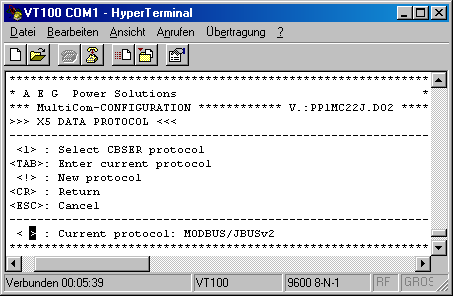 VT100 COM1 - HyperTerminal
Datei Bearbeiten Ansicht Anrufen Übertragung ?
****************************************************************
* A E G  Power Solutions *
*** MultiCom-CONFIGURATION ************ V.:PP1MC22J.D02 ****
>>> X5 DATA PROTOCOL <<<
----------------------------------------------------------------
<1> : Select CBSER protocol
<TAB>: Enter current protocol
<!> : New protocol
<CR> : Return
<ESC>: Cancel
----------------------------------------------------------------
< > : Current protocol: MODBUS/JBUSv2
****************************************************************
Verbunden 00:05:39 VT100 9600 8-N-1 RF GROS